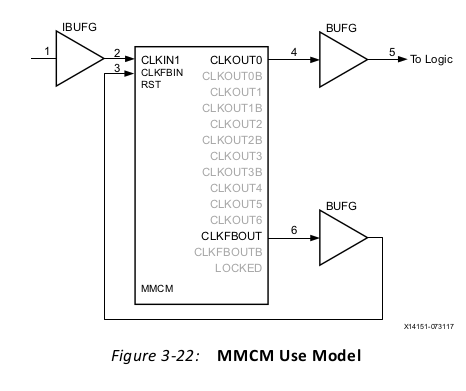 IBUFG
BUFG
1
2
CLKIN1
CLKOUT0
4
5
To Logic
3
CLKFBIN
CLKOUT0B
RST
CLKOUT1
CLKOUT1B
CLKOUT2
CLKOUT2B
CLKOUT3
CLKOUT3B
CLKOUT4
CLKOUT5
CLKOUT6
BUFG
CLKFBOUT
6
CLKFBOUTB
LOCKED
MMCM
X14151-073117
Figure 3-22: MMCM Use Model